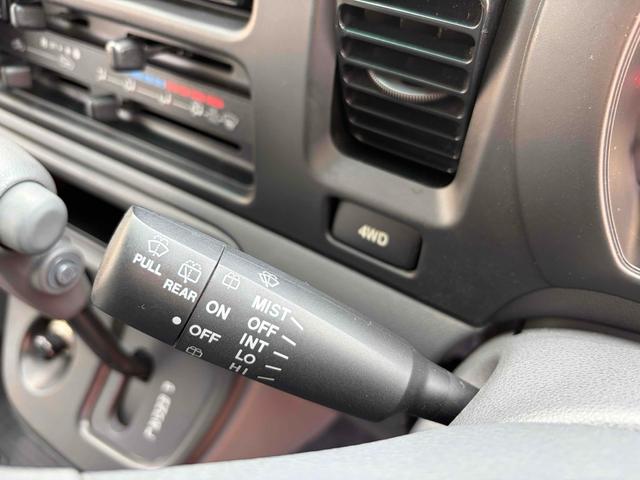 4WD
PULL
REAR
ON
OFF
MIST
OFF
INT
LO
HI